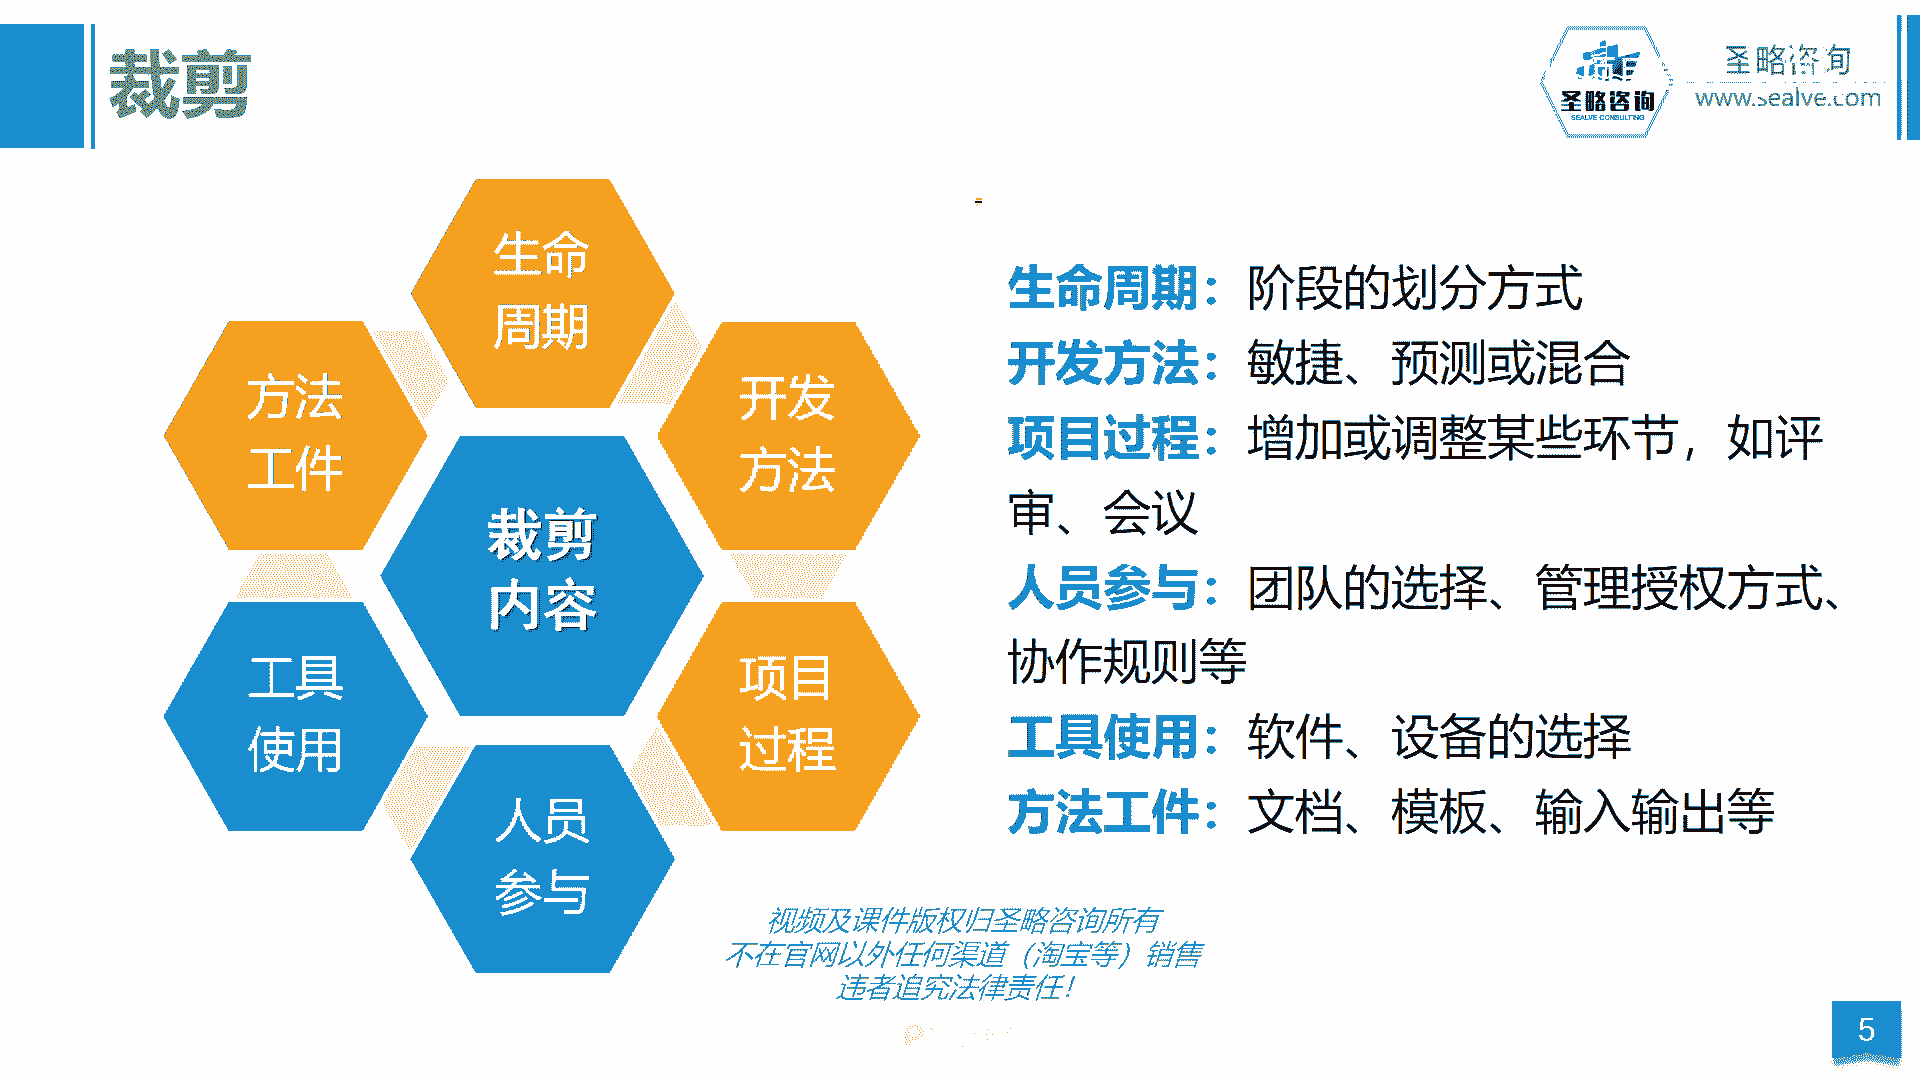 裁剪
圣略咨询
SEALVE CONSULTING
圣略咨询
www.sealve.com
生命
周期
方法
工件
开发
方法
裁剪
内容
工具
使用
项目
过程
人员
参与
生命周期：阶段的划分方式
开发方法：敏捷、预测或混合
项目过程：增加或调整某些环节，如评
审、会议
人员参与：团队的选择、管理授权方式、
协作规则等
工具使用：软件、设备的选择
方法工件：文档、模板、输入输出等
视频及课件版权归圣略咨询所有
不在官网以外任何渠道（淘宝等）销售
违者追究法律责任！
5